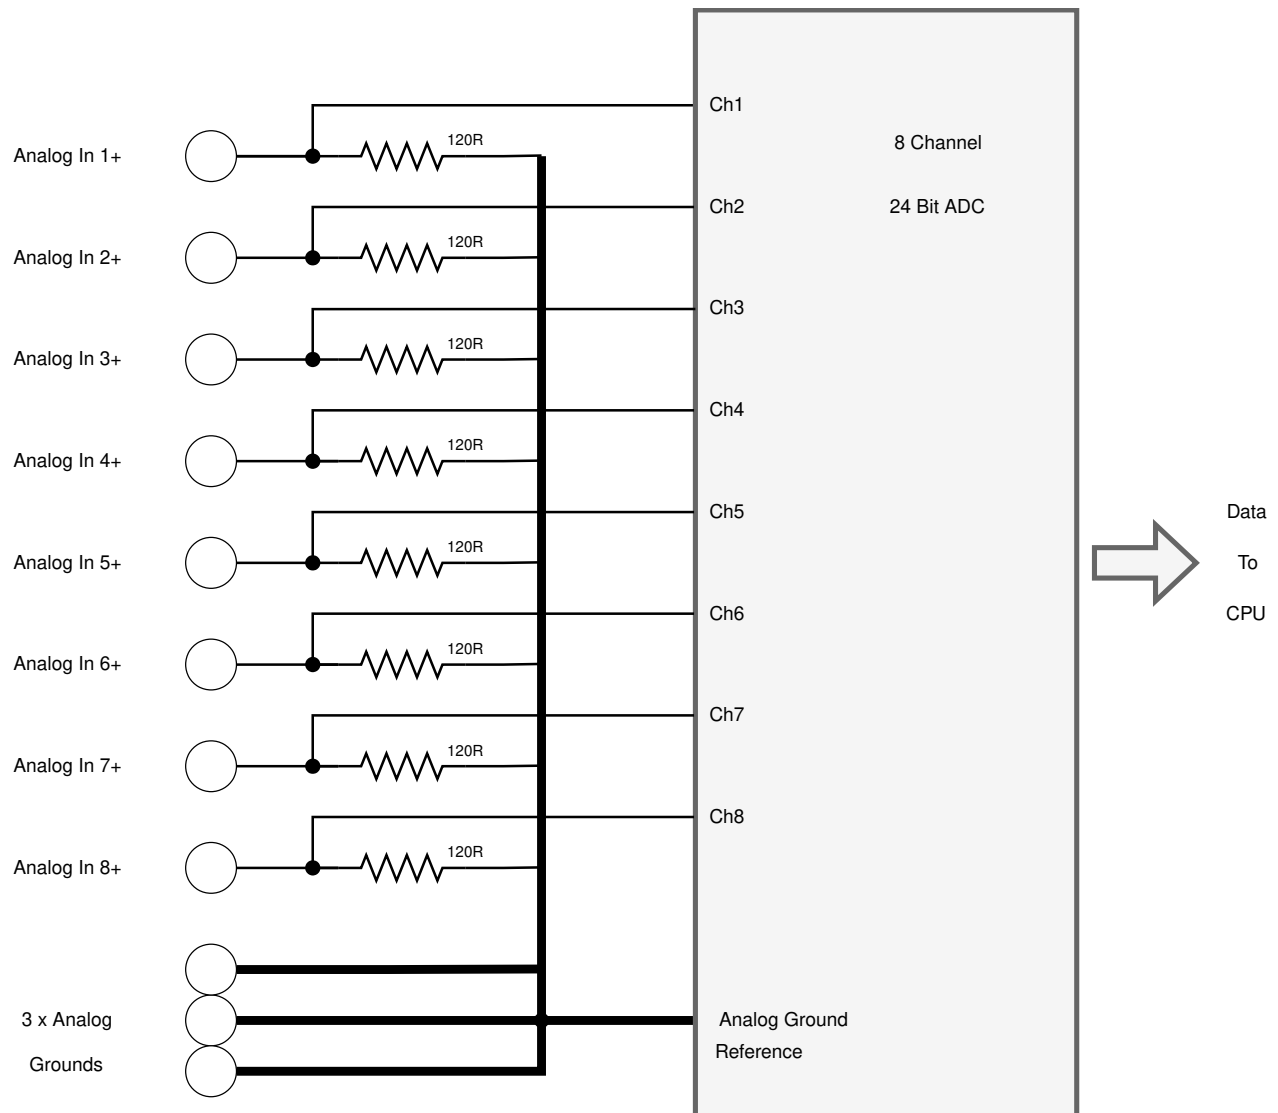 Ch1
120R
8 Channel
Analog In 1+
Ch2
24 Bit ADC
120R
Analog In 2+
Ch3
120R
Analog In 3+
Ch4
120R
Analog In 4+
Ch5
Data
120R
Analog In 5+
To
Ch6
CPU
120R
Analog In 6+
Ch7
120R
Analog In 7+
Ch8
120R
Analog In 8+
3 x Analog
Grounds
Analog Ground
Reference